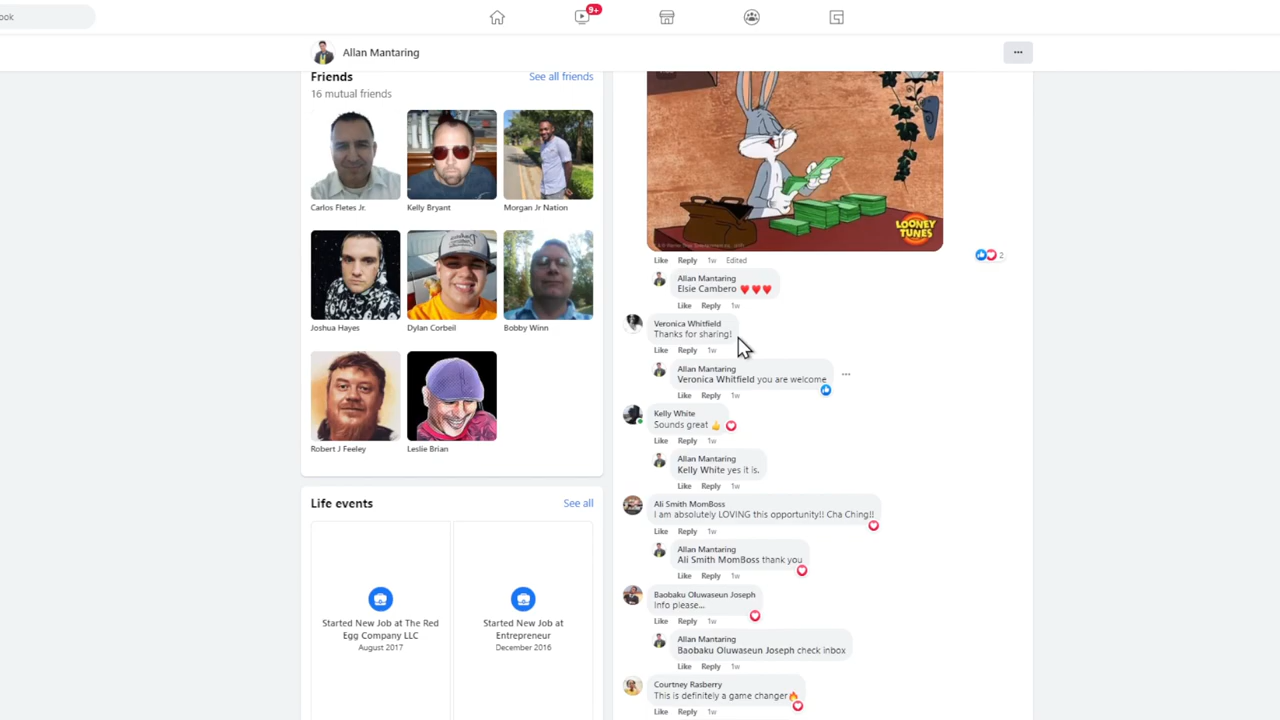 ook
9+
Allan Mantaring
...
Friends
See all friends
16 mutual friends
Carlos Fletes Jr.
Kelly Bryant
Morgan Jr Nation
Joshua Hayes
Dylan Corbeil
Bobby Winn
Robert J Feeley
Leslie Brian
Life events
See all
Started New Job at The Red
Egg Company LLC
August 2017
Started New Job at
Entrepreneur
December 2016
LOONEY
TUNES
Like Reply 1w Edited
2
Allan Mantaring
Elsie Cambero ❤️❤️❤️
Like Reply 1w
Veronica Whitfield
Thanks for sharing!
Like Reply 1w
Allan Mantaring
Veronica Whitfield you are welcome
...
Like Reply 1w
Kelly White
Sounds great 👍
Like Reply 1w
Allan Mantaring
Kelly White yes it is.
Like Reply 1w
Ali Smith MomBoss
I am absolutely LOVING this opportunity!! Cha Ching!!
Like Reply 1w
Allan Mantaring
Ali Smith MomBoss thank you
Like Reply 1w
Baobaku Oluwaseun Joseph
Info please...
Like Reply 1w
Allan Mantaring
Baobaku Oluwaseun Joseph check inbox
Like Reply 1w
Courtney Rasberry
This is definitely a game changer🔥
Like Reply 1w